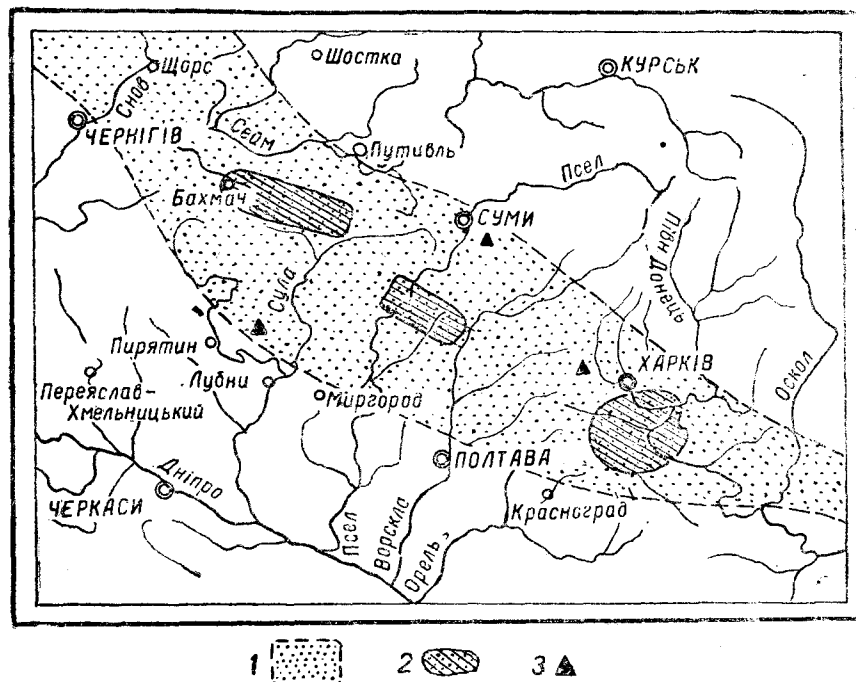 Шостка
КУРСЬК
Щорс
Снов
ЧЕРНІГІВ
Сейм
Путивль
Псел
Бахмач
СУМИ
Півн Донець
Сула
Пирятин
ХАРКІВ
Оскол
Лубни
Переяслав-
Хмельницький
Миргород
Дніпро
ПОЛТАВА
ЧЕРКАСИ
Красноград
Псел
Ворскла
Орель
1 2 3